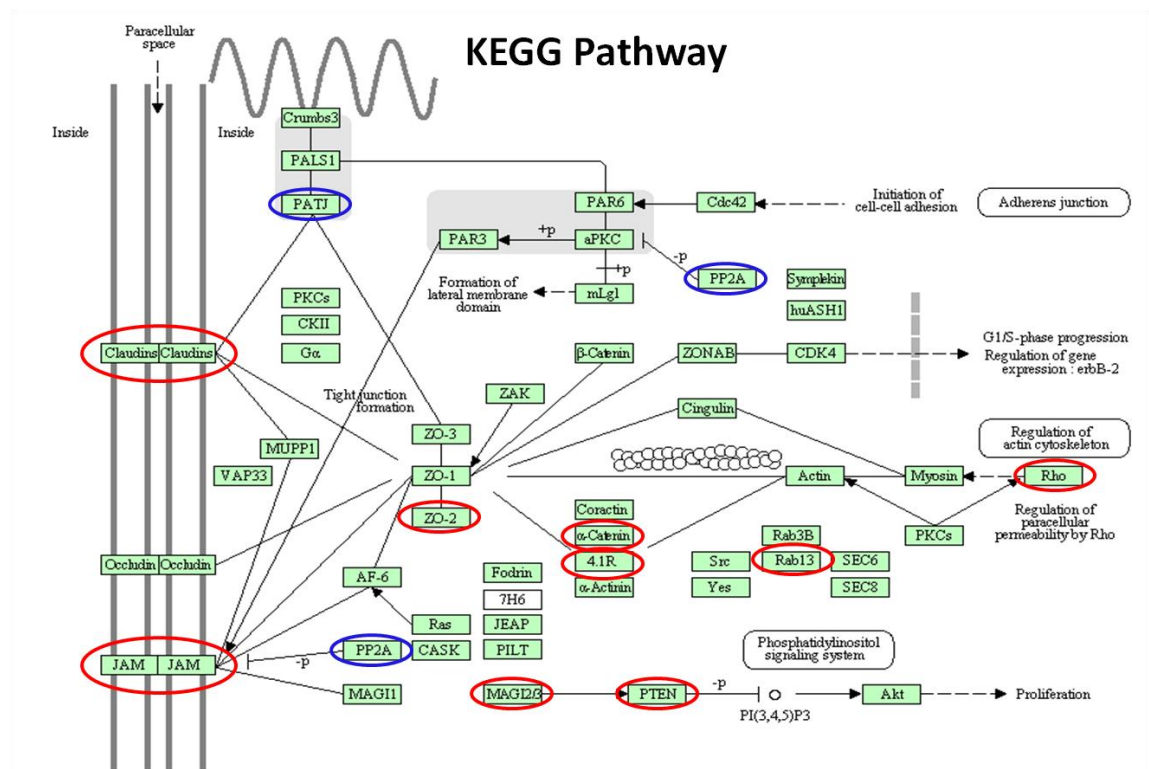 KEGG Pathway
Paracellular
space
Inside
Inside
Crumbs3
PALS1
PATJ
PAR6
Cdc42
Initiation of
cell-cell adhesion
Adherens junction
PAR3
+p
aPKC
-p
PP2A
+p
Formation of
lateral membrane
domain
mLgl
Symplekin
huASH1
PKCs
CKII
Gα
Claudins
Claudins
β-Catenin
ZONAB
CDK4
G1/S-phase progression
Regulation of gene
expression : erbB-2
Tight junction
formation
ZAK
Cingulin
ZO-3
MUPP1
VAP33
ZO-1
Actin
Myosin
Rho
Regulation of
actin cytoskeleton
ZO-2
Coractin
α-Catenin
4.1R
α-Actinin
Rab3B
Rab13
Src
Yes
SEC6
SEC8
PKCs
Regulation of
paracellular
permeability by Rho
Occludin
Occludin
AF-6
Fodrin
7H6
JEAP
PILT
Ras
CASK
PP2A
-p
JAM
JAM
MAGI1
MAGI2/3
PTEN
-p
PI(3,4,5)P3
Phosphatidylinositol
signaling system
Akt
Proliferation